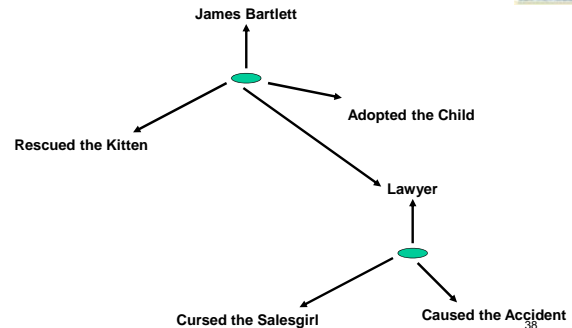 James Bartlett
Adopted the Child
Rescued the Kitten
Lawyer
Cursed the Salesgirl
Caused the Accident
38